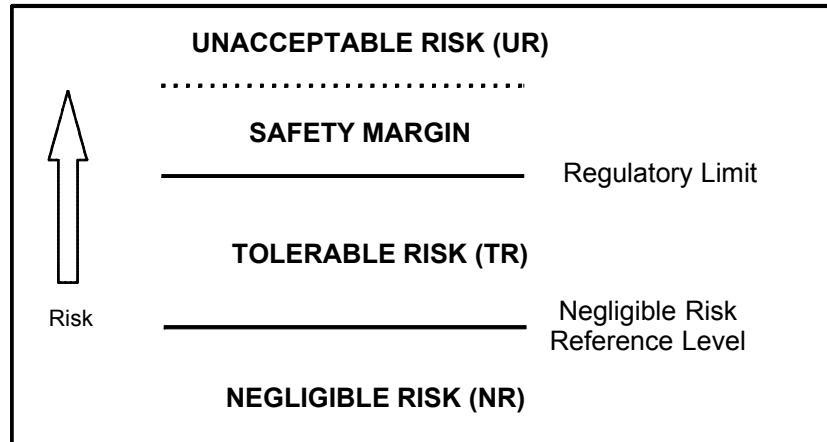 UNACCEPTABLE RISK (UR)
SAFETY MARGIN
Regulatory Limit
TOLERABLE RISK (TR)
Risk
Negligible Risk
Reference Level
NEGLIGIBLE RISK (NR)